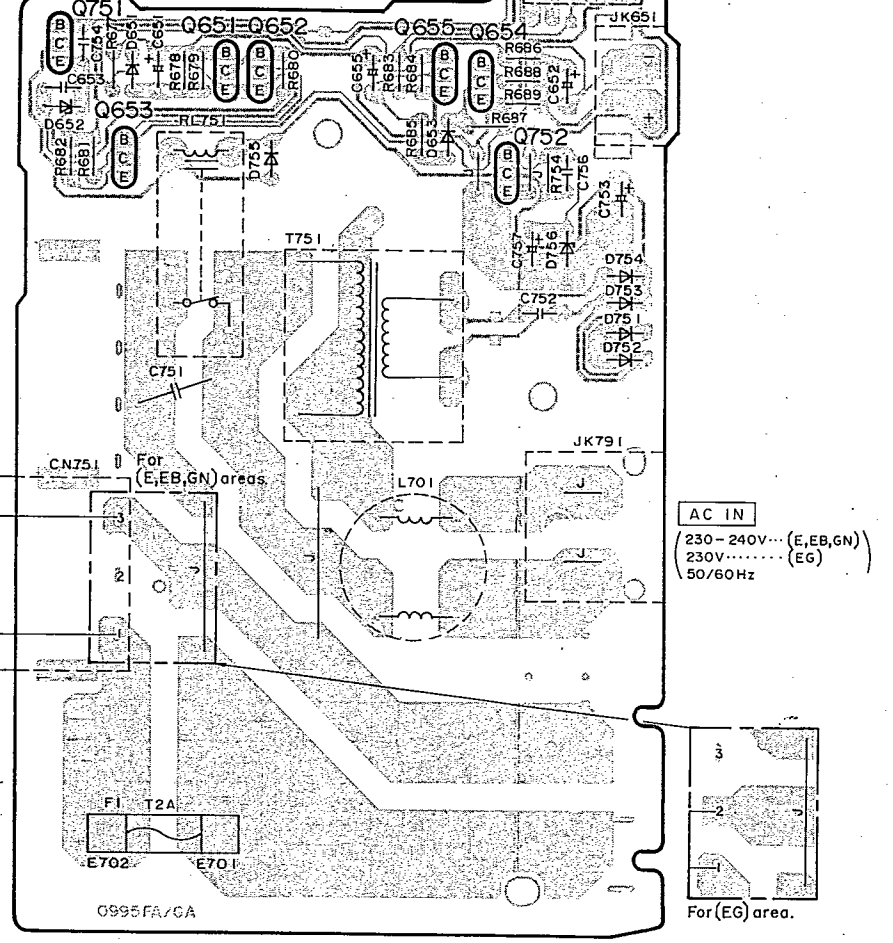 Q751
Q651
Q652
Q655
Q654
JK651
B
C
E
C754
R671
D651
C651
R678
R679
B
C
E
B
C
E
R680
C655
R683
R684
B
C
E
B
C
E
R686
R688
R689
C652
−
+
C653
D652
Q653
RL751
R687
R682
R681
B
C
E
D755
R685
D653
J
Q752
B
C
E
J
R754
C756
C753
T751
C757
D756
D754
D753
C752
D751
D752
C751
CN751
For
(E,EB,GN) areas.
JK791
L701
3
2
1
J
J
J
J
AC IN
230-240V···(E,EB,GN)
230V········(EG)
50/60Hz
3
2
1
J
F1 T2A
E702
E701
0995FA/GA
For (EG) area.